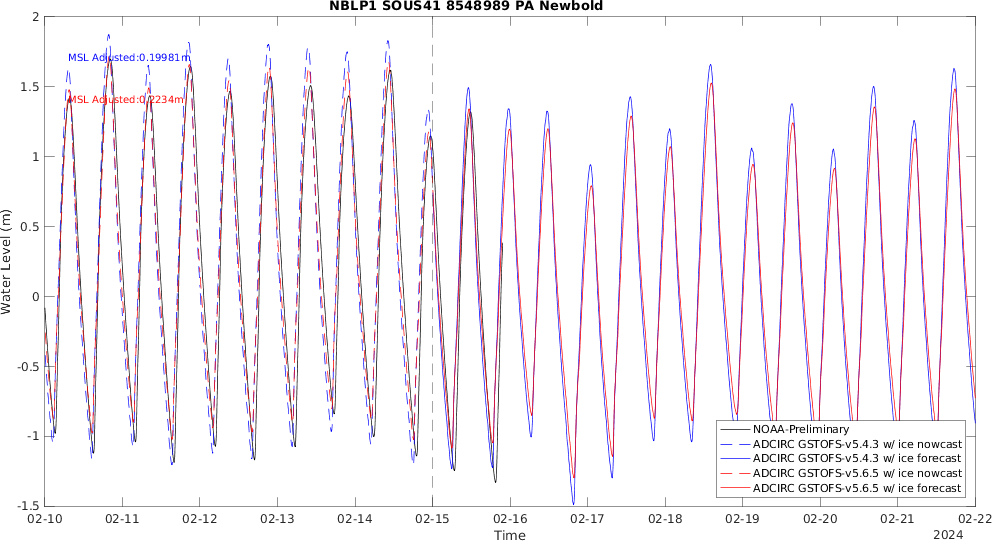 NBLP1 SOUS41 8548989 PA Newbold
2
MSL Adjusted:0.19981m
1.5
MSL Adjusted:0.2234m
1
0.5
0
-0.5
-1
-1.5
Water Level (m)
NOAA-Preliminary
ADCIRC GSTOFS-v5.4.3 w/ ice nowcast
ADCIRC GSTOFS-v5.4.3 w/ ice forecast
ADCIRC GSTOFS-v5.6.5 w/ ice nowcast
ADCIRC GSTOFS-v5.6.5 w/ ice forecast
02-10 02-11 02-12 02-13 02-14 02-15 02-16 02-17 02-18 02-19 02-20 02-21 02-22
Time
2024